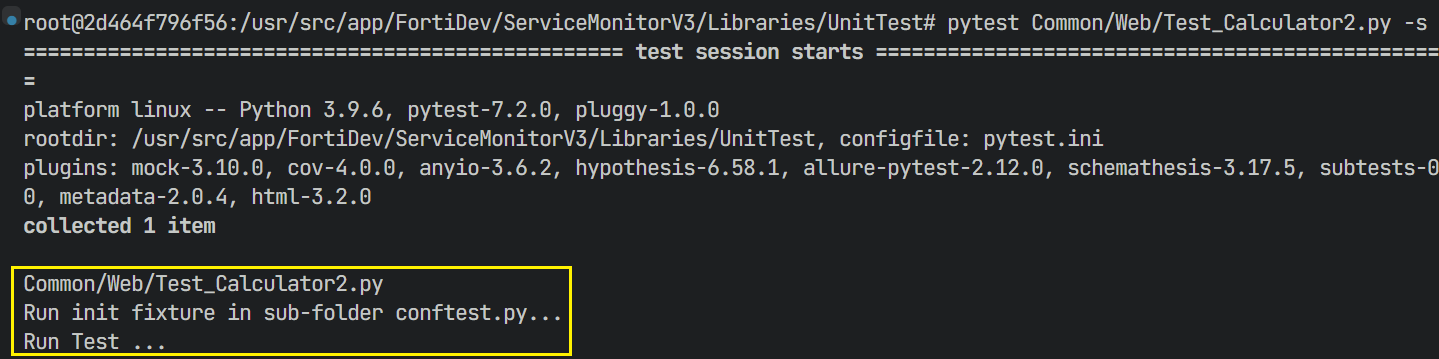 root@2d464f796f56:/usr/src/app/FortiDev/ServiceMonitorV3/Libraries/UnitTest# pytest Common/Web/Test_Calculator2.py -s
================================================== test session starts ===============================================
=
platform linux -- Python 3.9.6, pytest-7.2.0, pluggy-1.0.0
rootdir: /usr/src/app/FortiDev/ServiceMonitorV3/Libraries/UnitTest, configfile: pytest.ini
plugins: mock-3.10.0, cov-4.0.0, anyio-3.6.2, hypothesis-6.58.1, allure-pytest-2.12.0, schemathesis-3.17.5, subtests-0
0, metadata-2.0.4, html-3.2.0
collected 1 item
Common/Web/Test_Calculator2.py
Run init fixture in sub-folder conftest.py...
Run Test ...